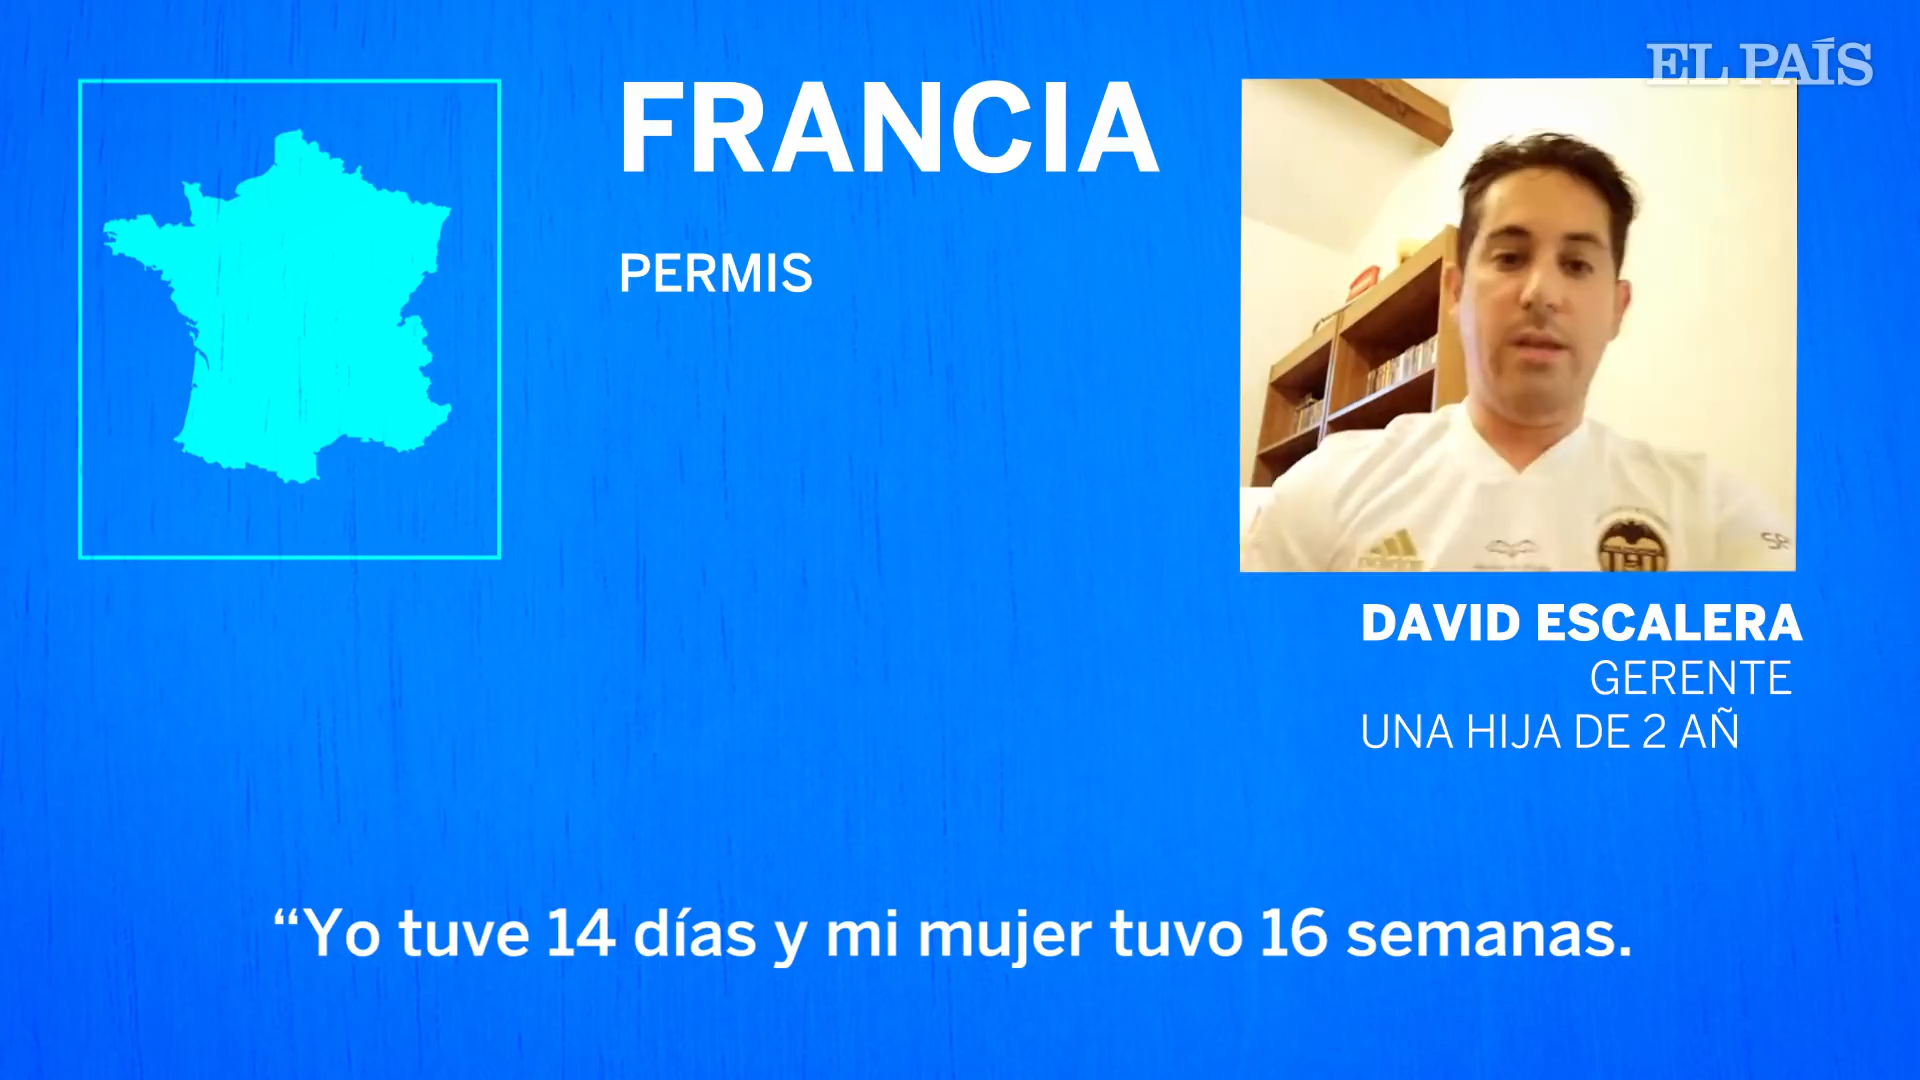 EL PAÍS
FRANCIA
PERMIS
DAVID ESCALERA
GERENTE
UNA HIJA DE 2 AÑ
“Yo tuve 14 días y mi mujer tuvo 16 semanas.